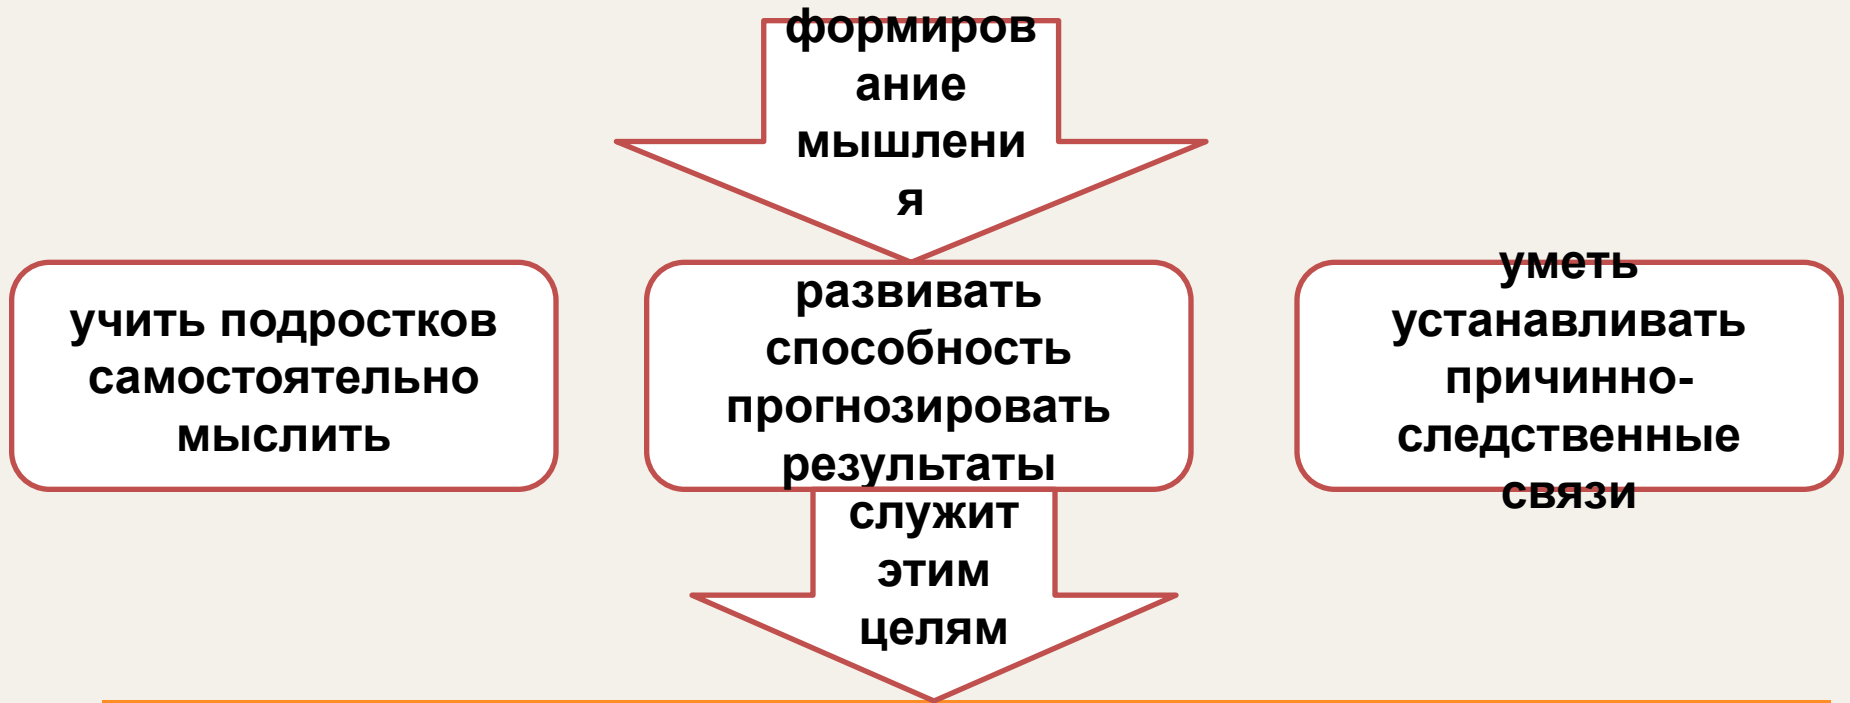 формиров
ание
мышлени
я
учить подростков
самостоятельно
мыслить
развивать
способность
прогнозировать
результаты
уметь
устанавливать
причинно-
следственные
связи
служит
этим
целям